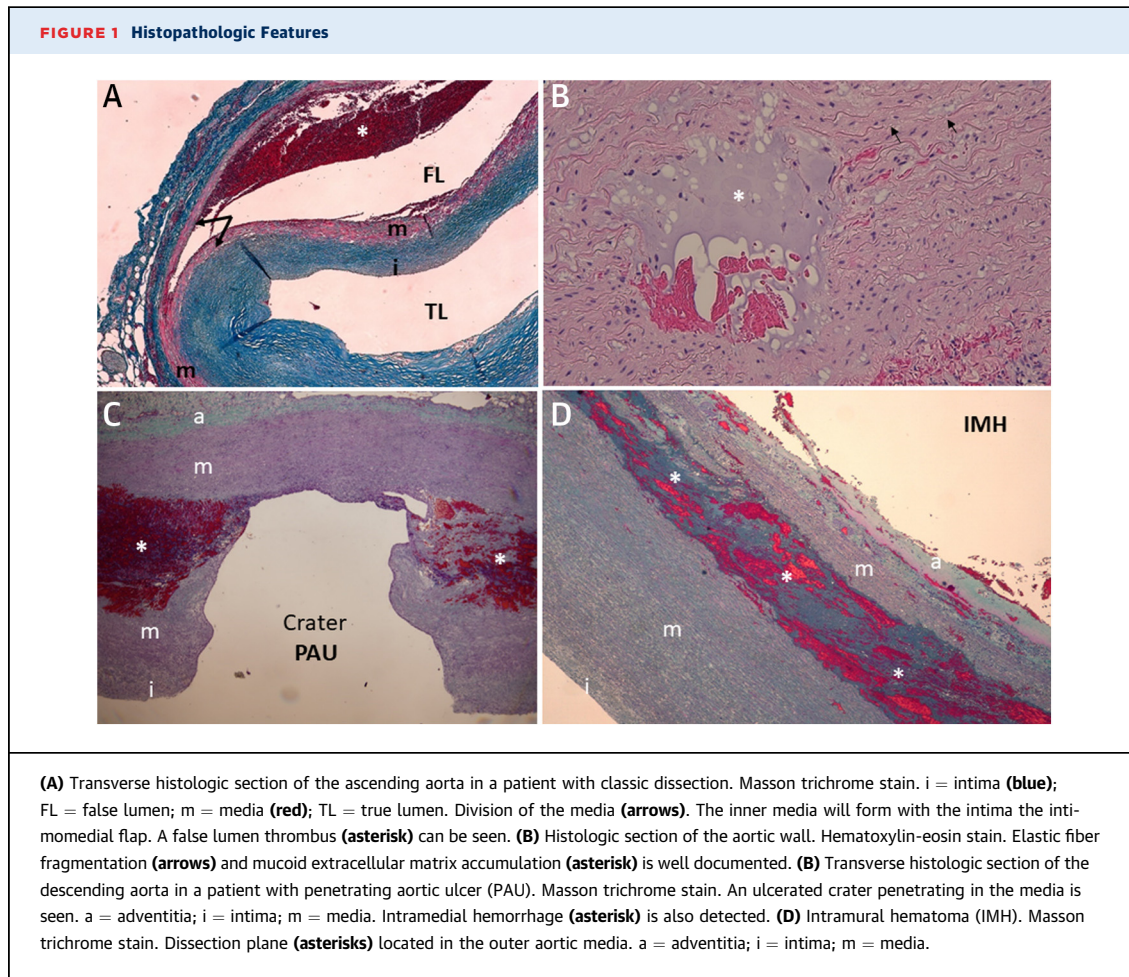 FIGURE 1 Histopathologic Features
A
*
FL
m
i
TL
m
B
*
C
a
m
*
*
m
Crater
PAU
i
D
IMH
*
a
m
*
m
*
i
(A) Transverse histologic section of the ascending aorta in a patient with classic dissection. Masson trichrome stain. i = intima (blue);
FL = false lumen; m = media (red); TL = true lumen. Division of the media (arrows). The inner media will form with the intima the inti-
momedial flap. A false lumen thrombus (asterisk) can be seen. (B) Histologic section of the aortic wall. Hematoxylin-eosin stain. Elastic fiber
fragmentation (arrows) and mucoid extracellular matrix accumulation (asterisk) is well documented. (B) Transverse histologic section of the
descending aorta in a patient with penetrating aortic ulcer (PAU). Masson trichrome stain. An ulcerated crater penetrating in the media is
seen. a = adventitia; i = intima; m = media. Intramedial hemorrhage (asterisk) is also detected. (D) Intramural hematoma (IMH). Masson
trichrome stain. Dissection plane (asterisks) located in the outer aortic media. a = adventitia; i = intima; m = media.